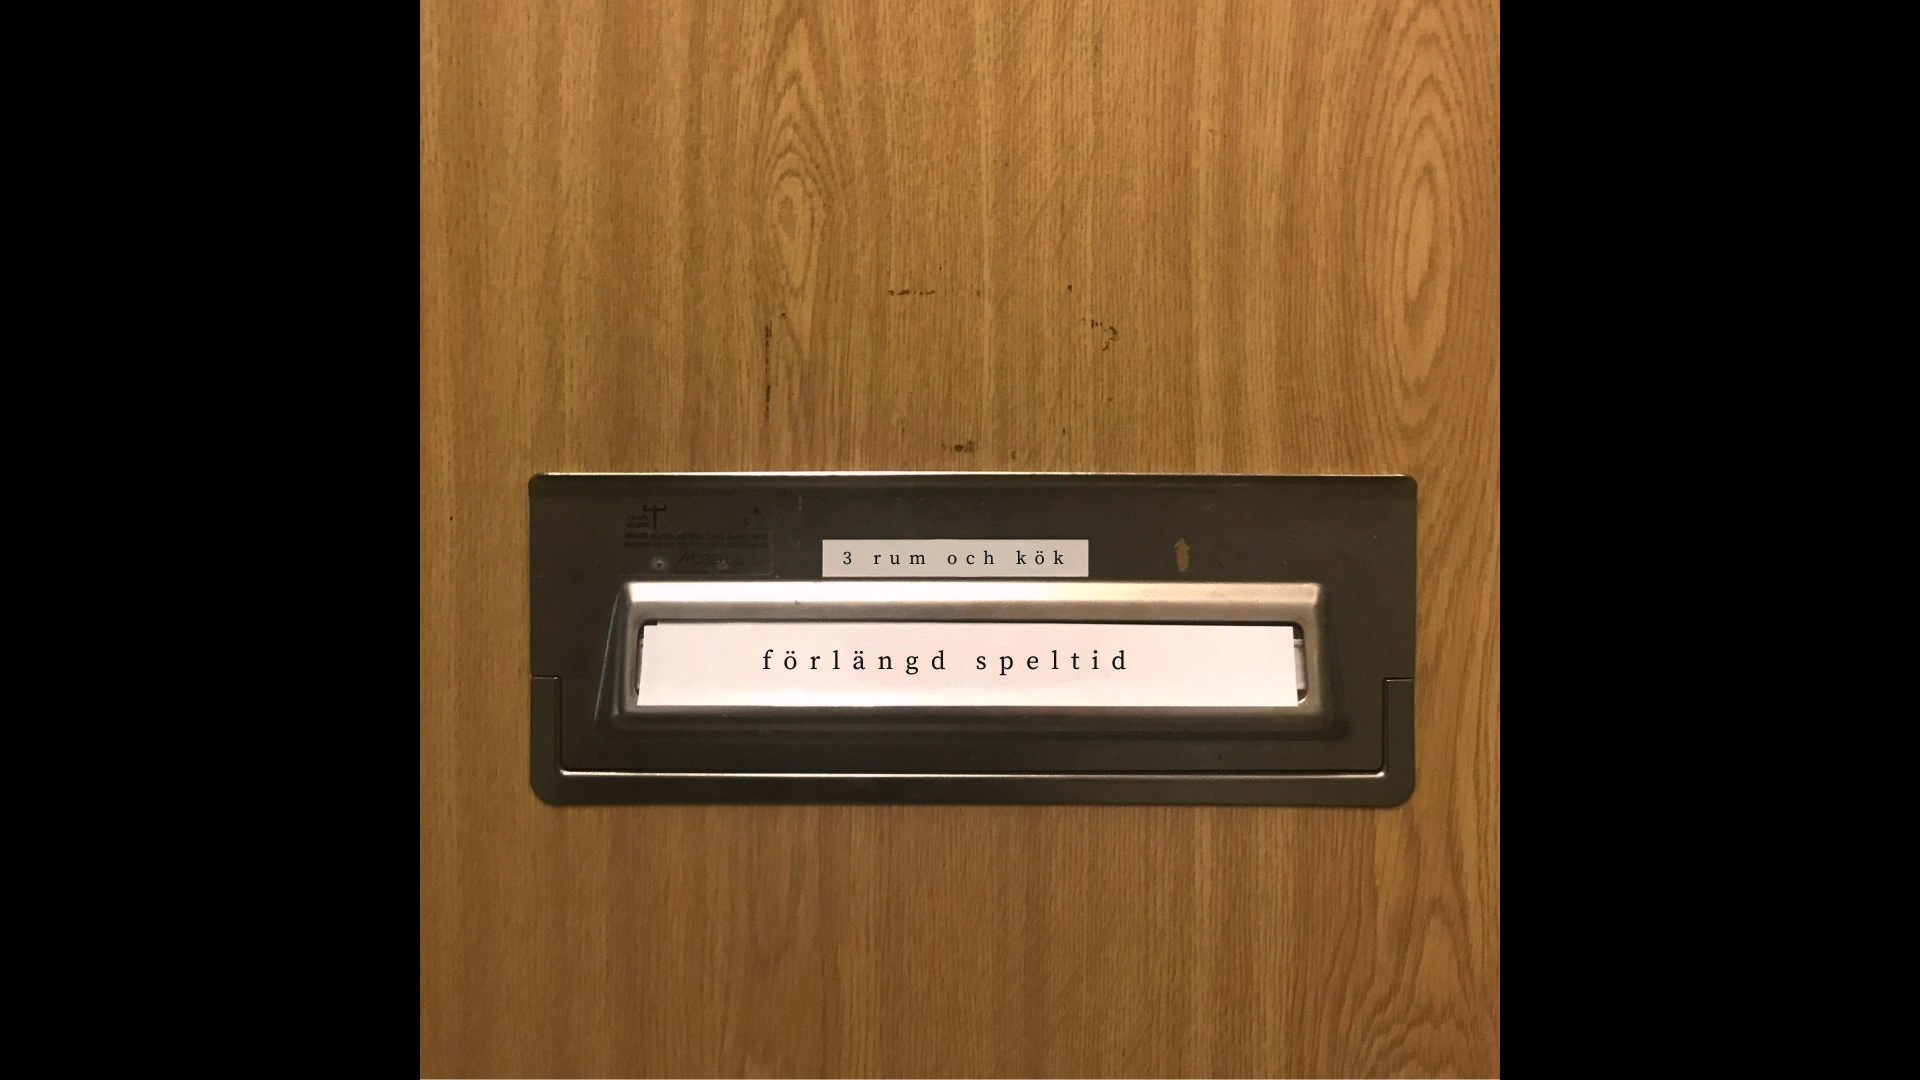 3 rum och kök
förlängd speltid